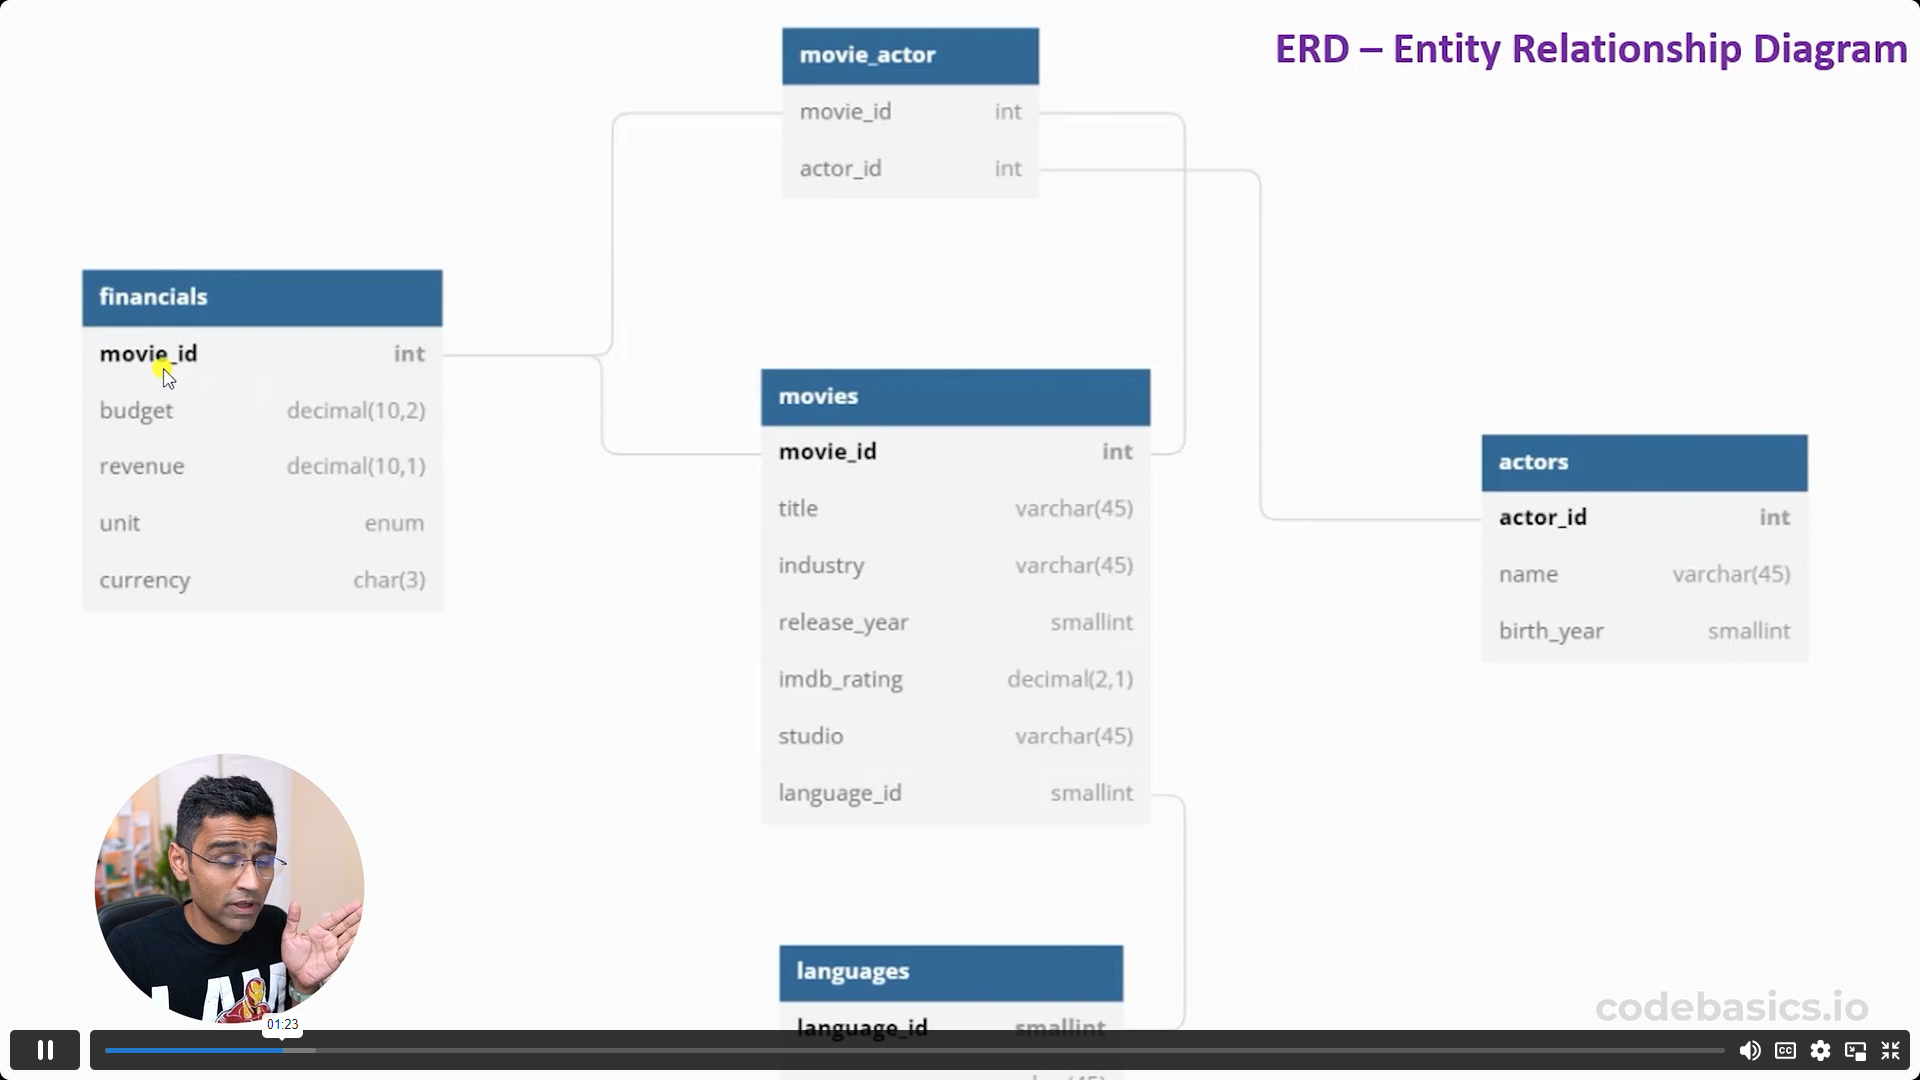 ERD – Entity Relationship Diagram
movie_actor
movie_id int
actor_id int
financials
movie_id int
budget decimal(10,2)
revenue decimal(10,1)
unit enum
currency char(3)
movies
movie_id int
title varchar(45)
industry varchar(45)
release_year smallint
imdb_rating decimal(2,1)
studio varchar(45)
language_id smallint
actors
actor_id int
name varchar(45)
birth_year smallint
languages
language_id smallint
codebasics.io
01:23
CC